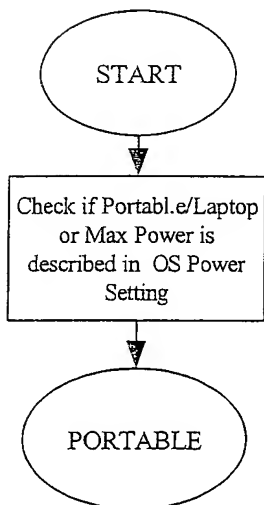 START
Check if Portabl.e/Laptop
or Max Power is
described in OS Power
Setting
PORTABLE